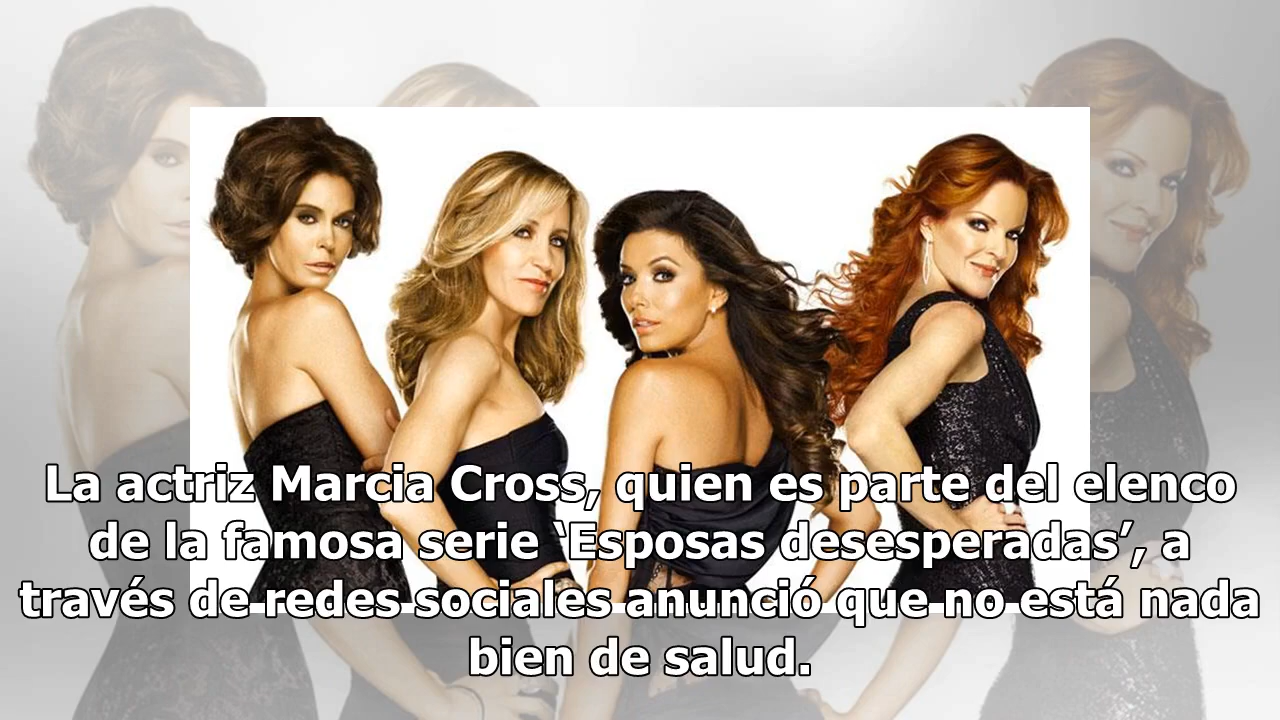 La actriz Marcia Cross, quien es parte del elenco
de la famosa serie ‘Esposas desesperadas’, a
través de redes sociales anunció que no está nada
bien de salud.